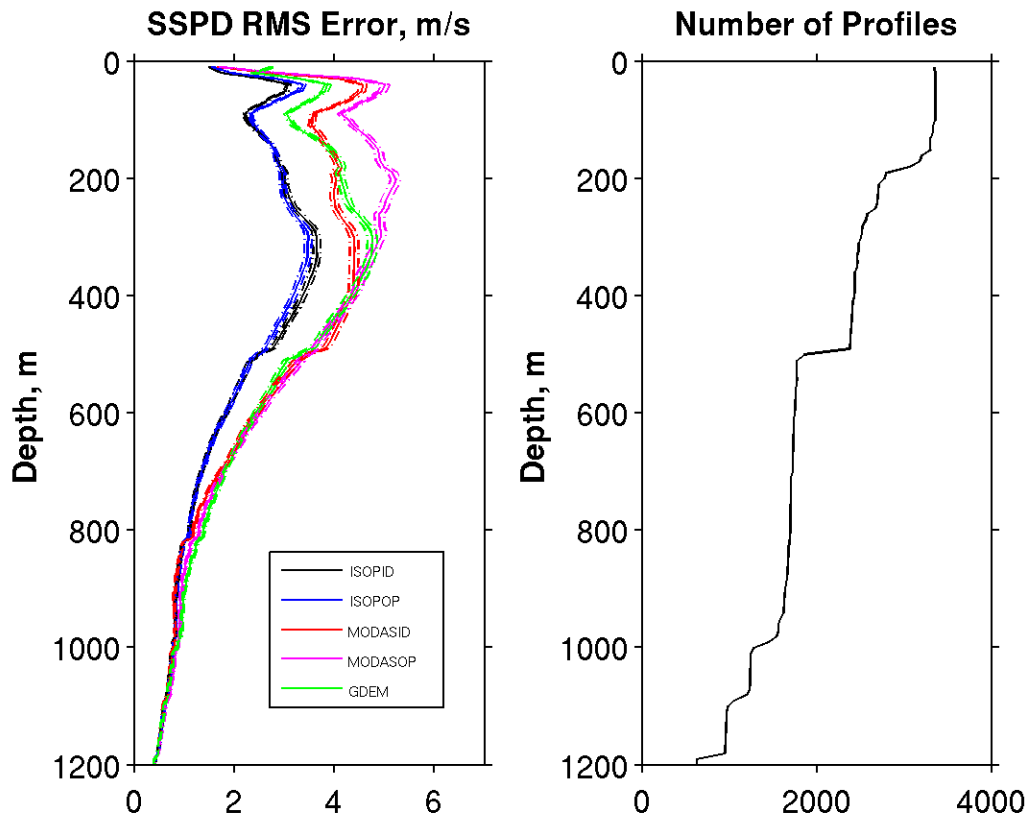 SSPD RMS Error, m/s
Depth, m
0
200
400
600
800
1000
1200
0
2
4
6
ISOPID
ISOPOP
MODASID
MODASOP
GDEM
Number of Profiles
Depth, m
0
200
400
600
800
1000
1200
0
2000
4000